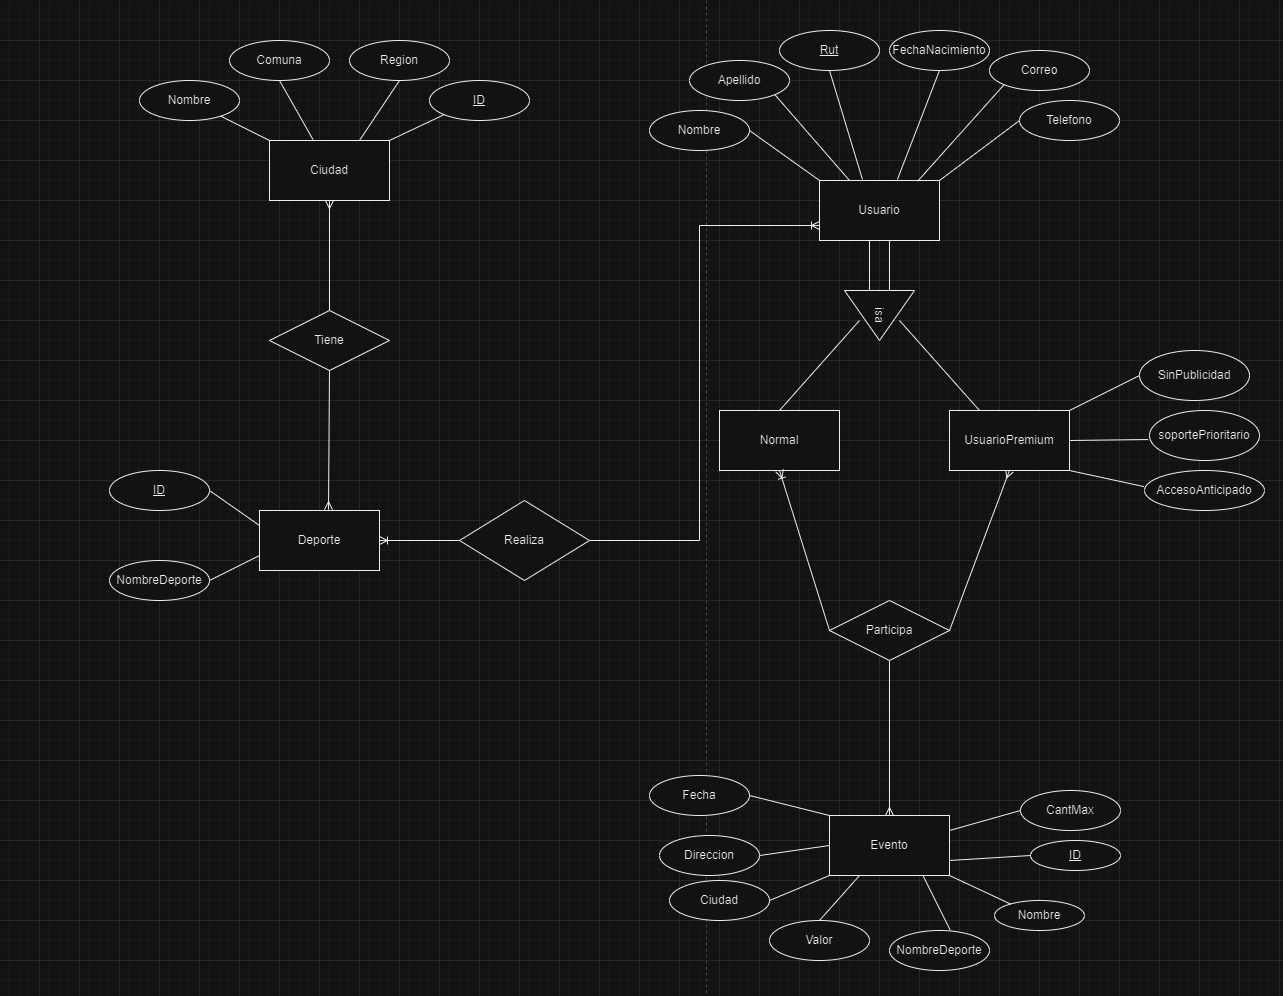 Comuna
Region
Nombre
ID
Ciudad
Tiene
Rut
FechaNacimiento
Apellido
Correo
Nombre
Telefono
Usuario
isa
Normal
UsuarioPremium
SinPublicidad
soportePrioritario
AccesoAnticipado
ID
Deporte
NombreDeporte
Realiza
Participa
Fecha
CantMax
Direccion
Evento
ID
Ciudad
Nombre
Valor
NombreDeporte